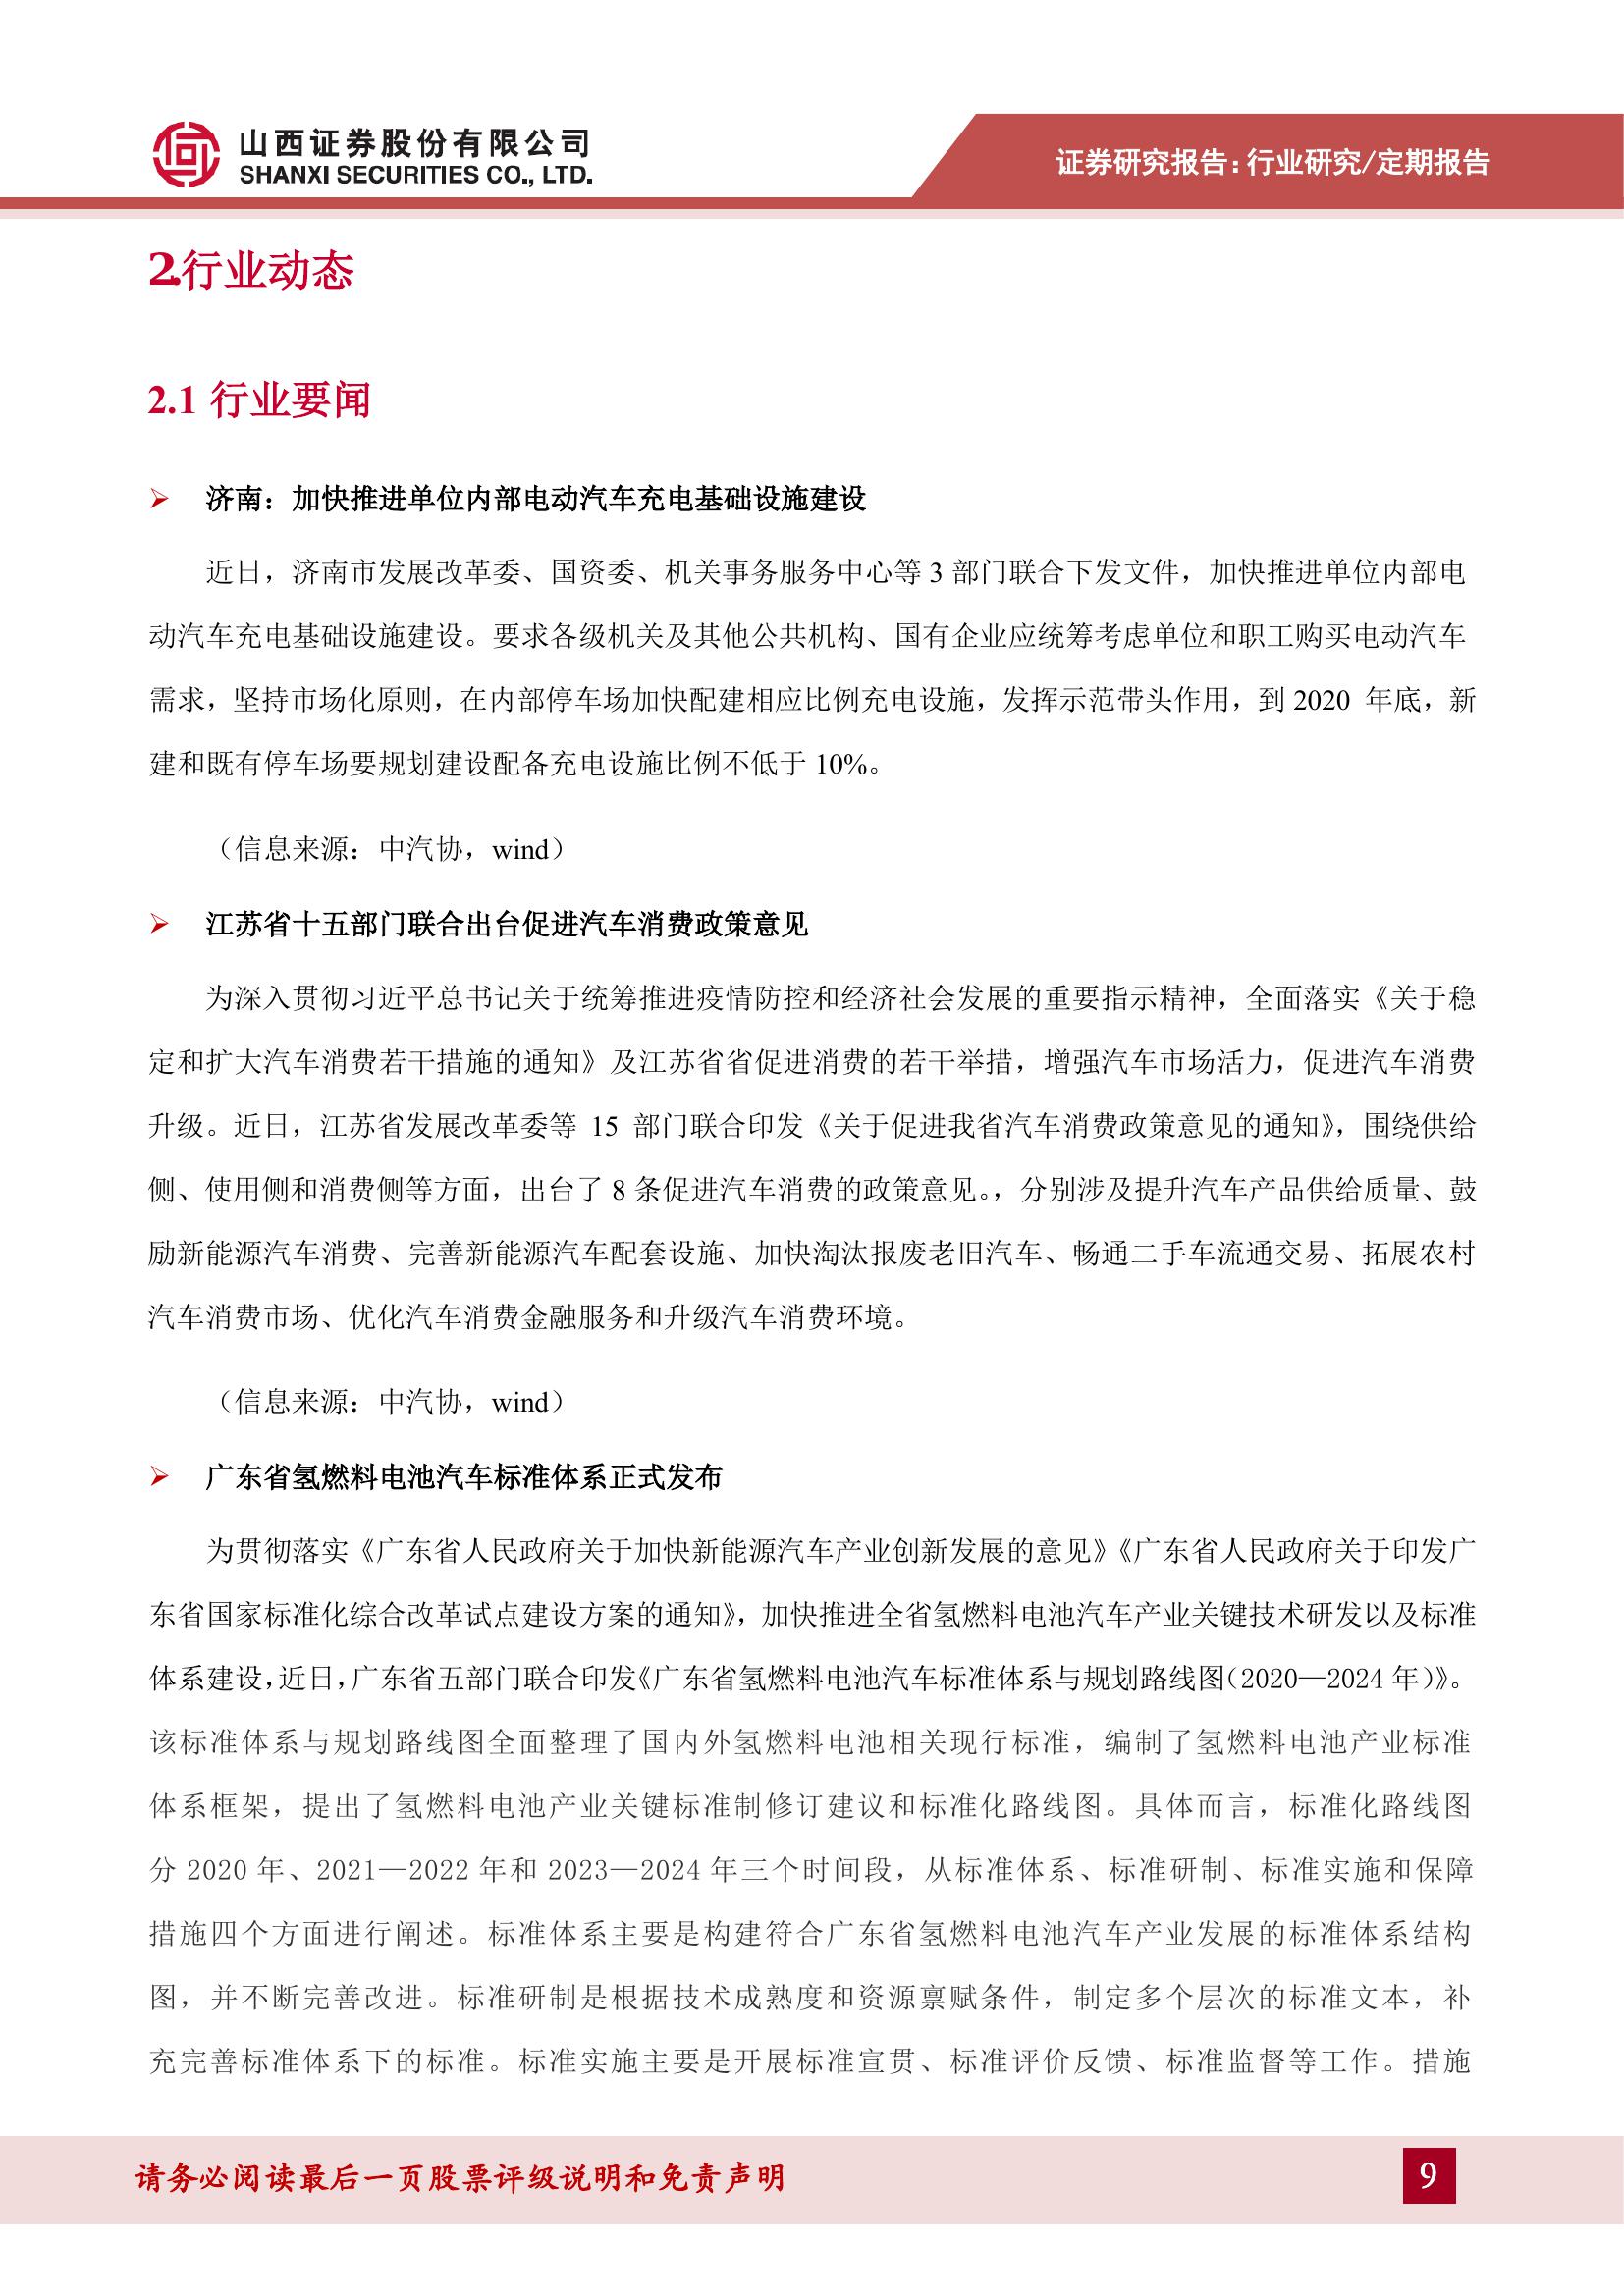 山西证券股份有限公司
SHANXI SECURITIES CO., LTD.
证券研究报告：行业研究/定期报告
2.行业动态
2.1 行业要闻
➢ 济南：加快推进单位内部电动汽车充电基础设施建设
近日，济南市发展改革委、国资委、机关事务服务中心等 3 部门联合下发文件，加快推进单位内部电
动汽车充电基础设施建设。要求各级机关及其他公共机构、国有企业应统筹考虑单位和职工购买电动汽车
需求，坚持市场化原则，在内部停车场加快配建相应比例充电设施，发挥示范带头作用，到 2020 年底，新
建和既有停车场要规划建设配备充电设施比例不低于 10%。
（信息来源：中汽协，wind）
➢ 江苏省十五部门联合出台促进汽车消费政策意见
为深入贯彻习近平总书记关于统筹推进疫情防控和经济社会发展的重要指示精神，全面落实《关于稳
定和扩大汽车消费若干措施的通知》及江苏省省促进消费的若干举措，增强汽车市场活力，促进汽车消费
升级。近日，江苏省发展改革委等 15 部门联合印发《关于促进我省汽车消费政策意见的通知》，围绕供给
侧、使用侧和消费侧等方面，出台了 8 条促进汽车消费的政策意见。，分别涉及提升汽车产品供给质量、鼓
励新能源汽车消费、完善新能源汽车配套设施、加快淘汰报废老旧汽车、畅通二手车流通交易、拓展农村
汽车消费市场、优化汽车消费金融服务和升级汽车消费环境。
（信息来源：中汽协，wind）
➢ 广东省氢燃料电池汽车标准体系正式发布
为贯彻落实《广东省人民政府关于加快新能源汽车产业创新发展的意见》《广东省人民政府关于印发广
东省国家标准化综合改革试点建设方案的通知》，加快推进全省氢燃料电池汽车产业关键技术研发以及标准
体系建设，近日，广东省五部门联合印发《广东省氢燃料电池汽车标准体系与规划路线图（2020—2024 年）》。
该标准体系与规划路线图全面整理了国内外氢燃料电池相关现行标准，编制了氢燃料电池产业标准
体系框架，提出了氢燃料电池产业关键标准制修订建议和标准化路线图。具体而言，标准化路线图
分 2020 年、2021—2022 年和 2023—2024 年三个时间段，从标准体系、标准研制、标准实施和保障
措施四个方面进行阐述。标准体系主要是构建符合广东省氢燃料电池汽车产业发展的标准体系结构
图，并不断完善改进。标准研制是根据技术成熟度和资源禀赋条件，制定多个层次的标准文本，补
充完善标准体系下的标准。标准实施主要是开展标准宣贯、标准评价反馈、标准监督等工作。措施
请务必阅读最后一页股票评级说明和免责声明
9